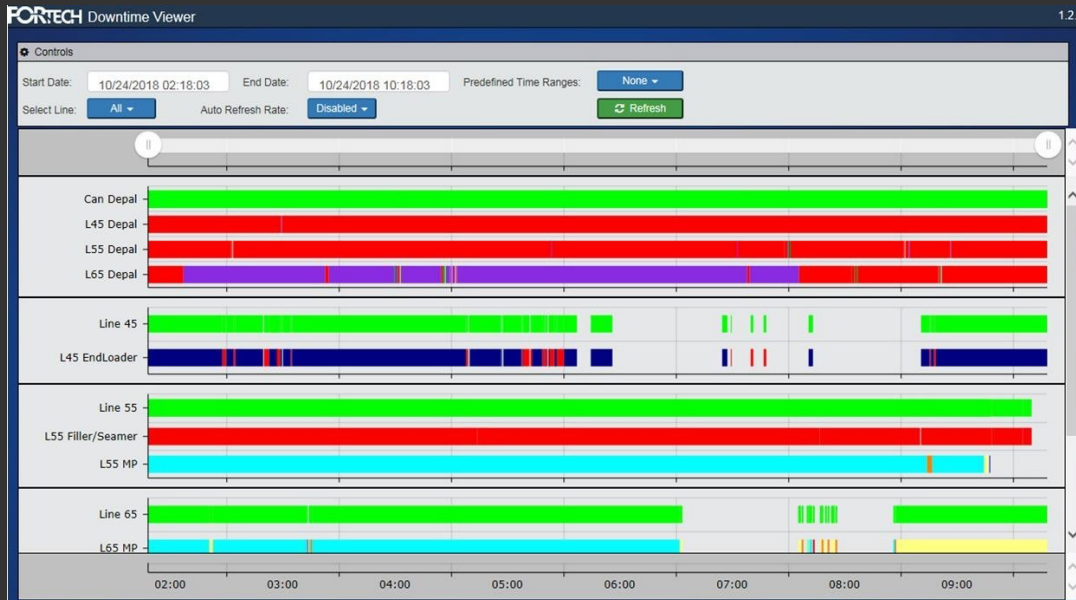 FORTECH Downtime Viewer 1.2.
Controls
Start Date: 10/24/2018 02:18:03 End Date: 10/24/2018 10:18:03 Predefined Time Ranges: None
Select Line: All Auto Refresh Rate: Disabled Refresh
Can Depal
L45 Depal
L55 Depal
L65 Depal
Line 45
L45 EndLoader
Line 55
L55 Filler/Seamer
L55 MP
Line 65
L65 MP
02:00 03:00 04:00 05:00 06:00 07:00 08:00 09:00